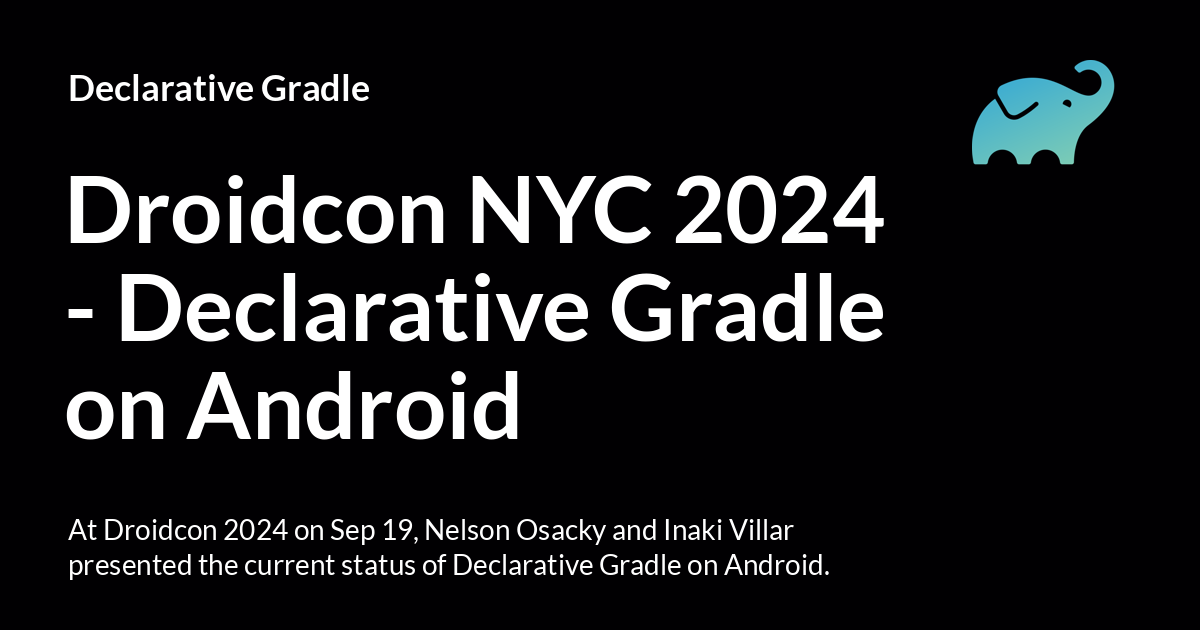 Declarative Gradle
Droidcon NYC 2024
- Declarative Gradle
on Android
At Droidcon 2024 on Sep 19, Nelson Osacky and Inaki Villar
presented the current status of Declarative Gradle on Android.